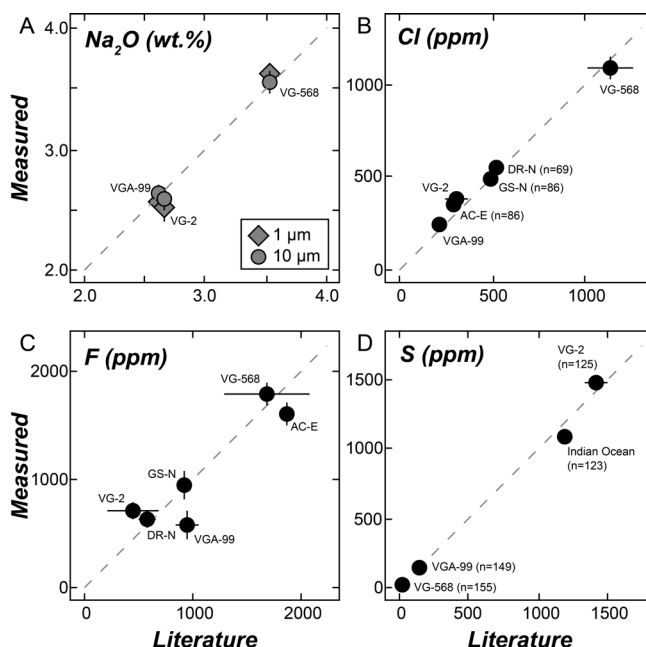 A
Na2O (wt.%)
4.0
3.0
2.0
Measured
VG-568
VGA-99
VG-2
1 µm
10 µm
2.0
3.0
4.0
B
Cl (ppm)
1000
500
0
VG-568
DR-N (n=69)
GS-N (n=86)
VG-2
AC-E (n=86)
VGA-99
0
500
1000
C
F (ppm)
2000
1000
0
Measured
VG-568
AC-E
GS-N
VG-2
DR-N
VGA-99
0
1000
2000
Literature
D
S (ppm)
1500
1000
500
0
VG-2
(n=125)
Indian Ocean
(n=123)
VGA-99 (n=149)
VG-568 (n=155)
0
500
1000
1500
Literature